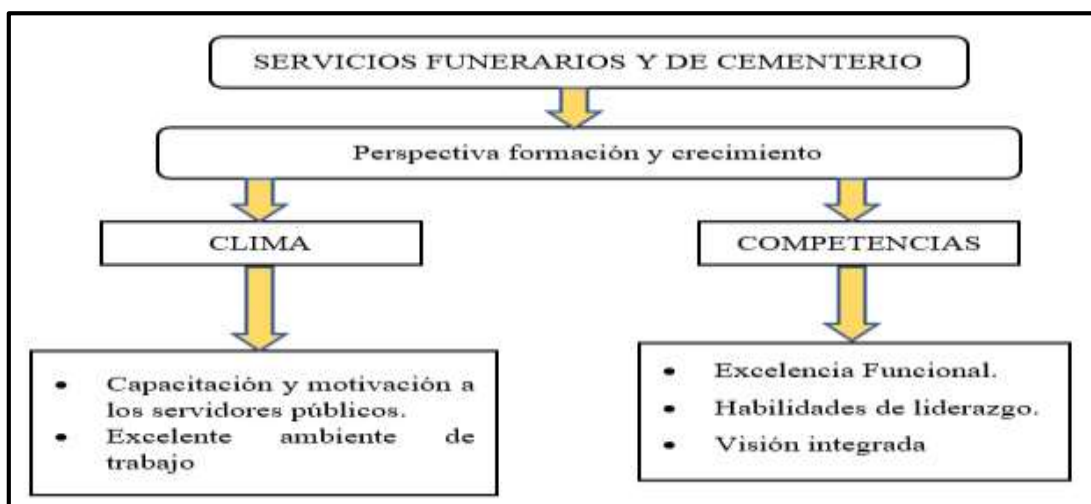 SERVICIOS FUNERARIOS Y DE CEMENTERIO
Perspectiva formación y crecimiento
CLIMA
COMPETENCIAS
• Capacitación y motivación a
los servidores públicos.
• Excelente ambiente de
trabajo
• Excelencia Funcional.
• Habilidades de liderazgo.
• Visión integrada